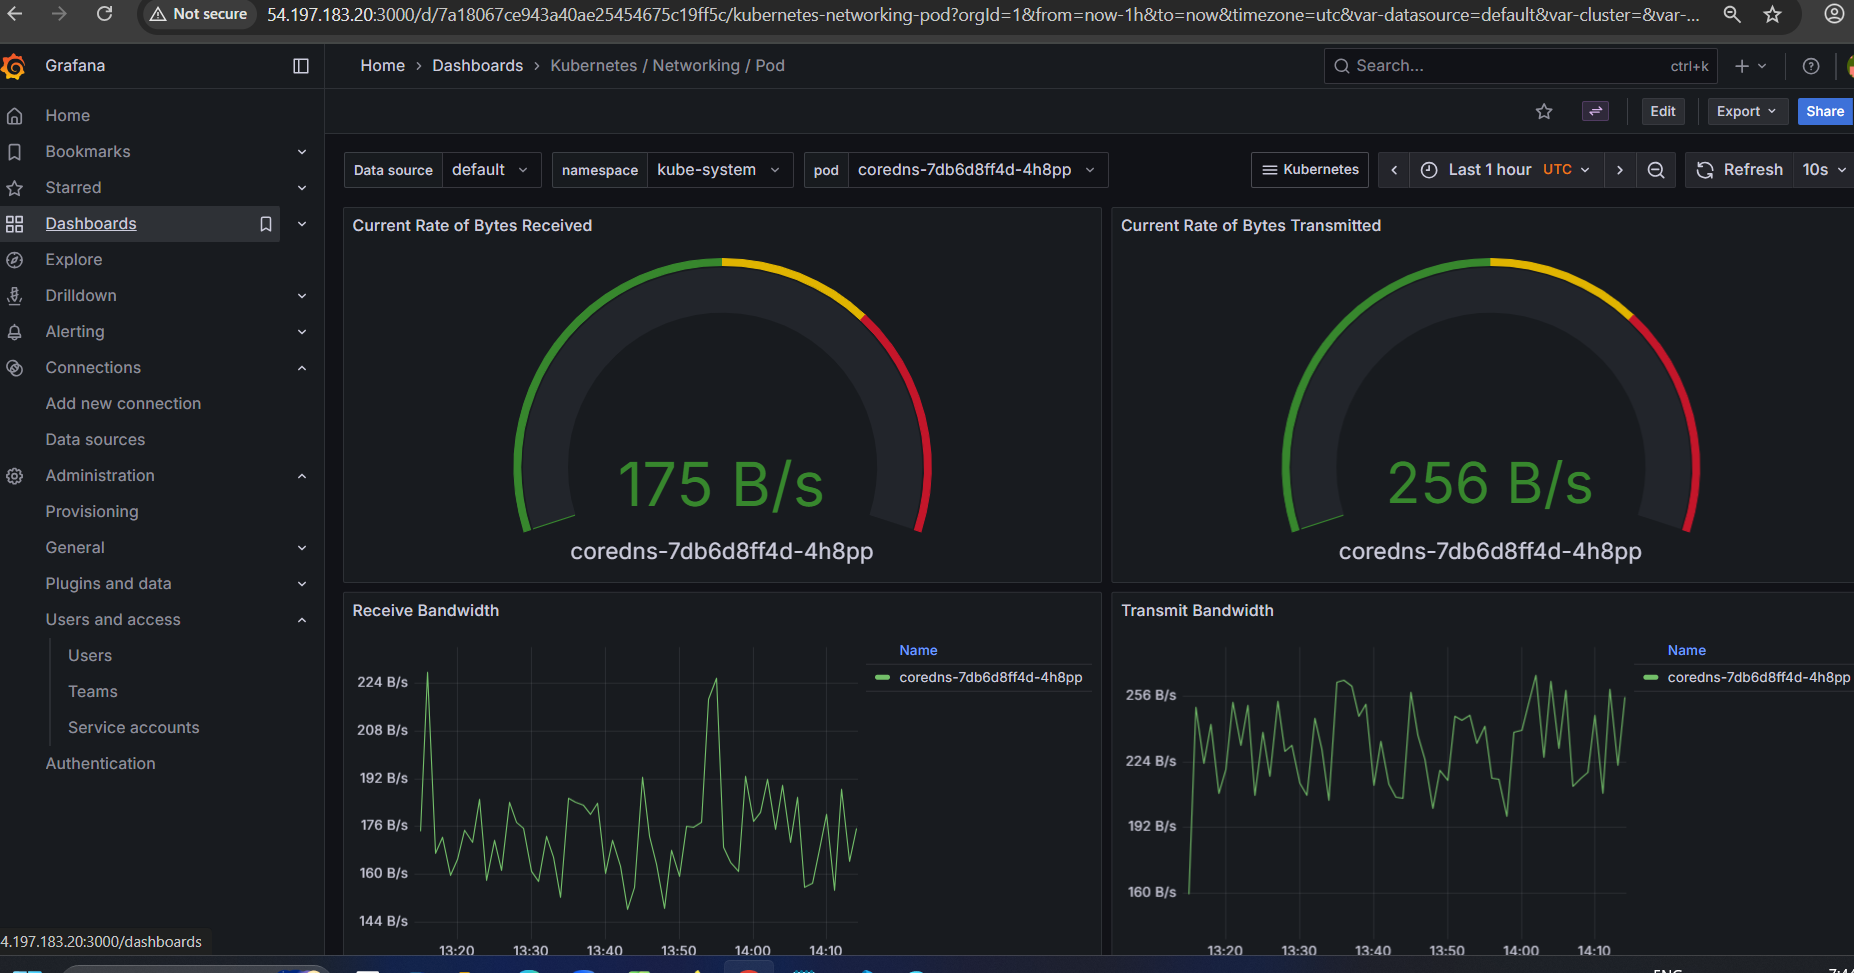 Not secure
54.197.183.20:3000/d/7a18067ce943a40ae25454675c19ff5c/kubernetes-networking-pod?orgId=1&from=now-1h&to=now&timezone=utc&var-datasource=default&var-cluster=&var-...
Grafana
Home › Dashboards › Kubernetes / Networking / Pod
Search...
ctrl+k
Edit
Export
Share
Home
Bookmarks
Starred
Dashboards
Explore
Drilldown
Alerting
Connections
Add new connection
Data sources
Administration
Provisioning
General
Plugins and data
Users and access
Users
Teams
Service accounts
Authentication
4.197.183.20:3000/dashboards
Data source default
namespace kube-system
pod coredns-7db6d8ff4d-4h8pp
Kubernetes
Last 1 hour UTC
Refresh
10s
Current Rate of Bytes Received
175 B/s
coredns-7db6d8ff4d-4h8pp
Current Rate of Bytes Transmitted
256 B/s
coredns-7db6d8ff4d-4h8pp
Receive Bandwidth
Name
coredns-7db6d8ff4d-4h8pp
224 B/s
208 B/s
192 B/s
176 B/s
160 B/s
144 B/s
13:20 13:30 13:40 13:50 14:00 14:10
Transmit Bandwidth
Name
coredns-7db6d8ff4d-4h8pp
256 B/s
224 B/s
192 B/s
160 B/s
13:20 13:30 13:40 13:50 14:00 14:10
ENG